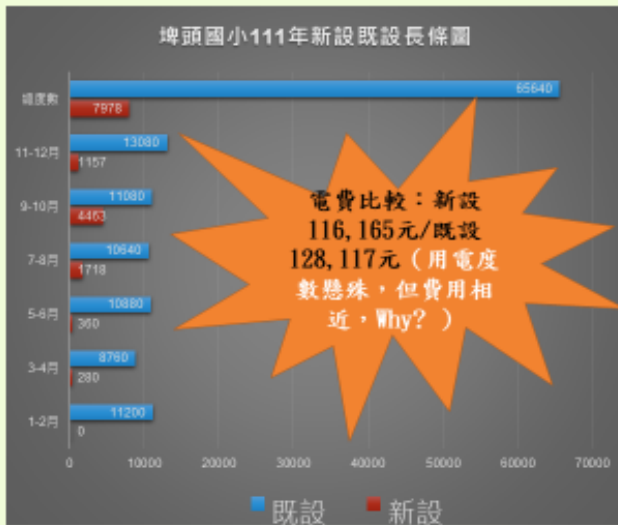 埤頭國小111年新設既設長條圖
總度數
65640
7978
11-12月
13080
1157
9-10月
11080
4463
7-8月
10640
1718
5-6月
10880
360
3-4月
8760
280
1-2月
11200
0
電費比較：新設
116,165元/既設
128,117元（用電度
數懸殊，但費用相
近，Why? ）
0 10000 20000 30000 40000 50000 60000 70000
既設 新設